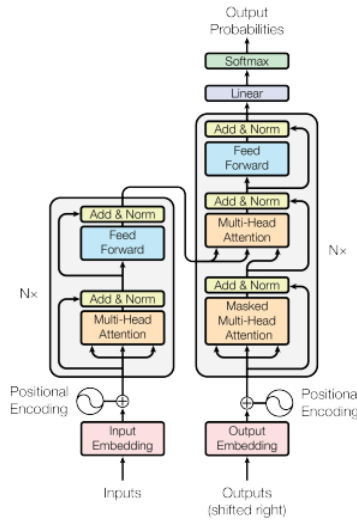 Output
Probabilities
Softmax
Linear
Add & Norm
Feed
Forward
Add & Norm
Multi-Head
Attention
Add & Norm
Masked
Multi-Head
Attention
N×
Add & Norm
Feed
Forward
Add & Norm
Multi-Head
Attention
N×
Positional
Encoding
Positional
Encoding
Input
Embedding
Output
Embedding
Inputs
Outputs
(shifted right)